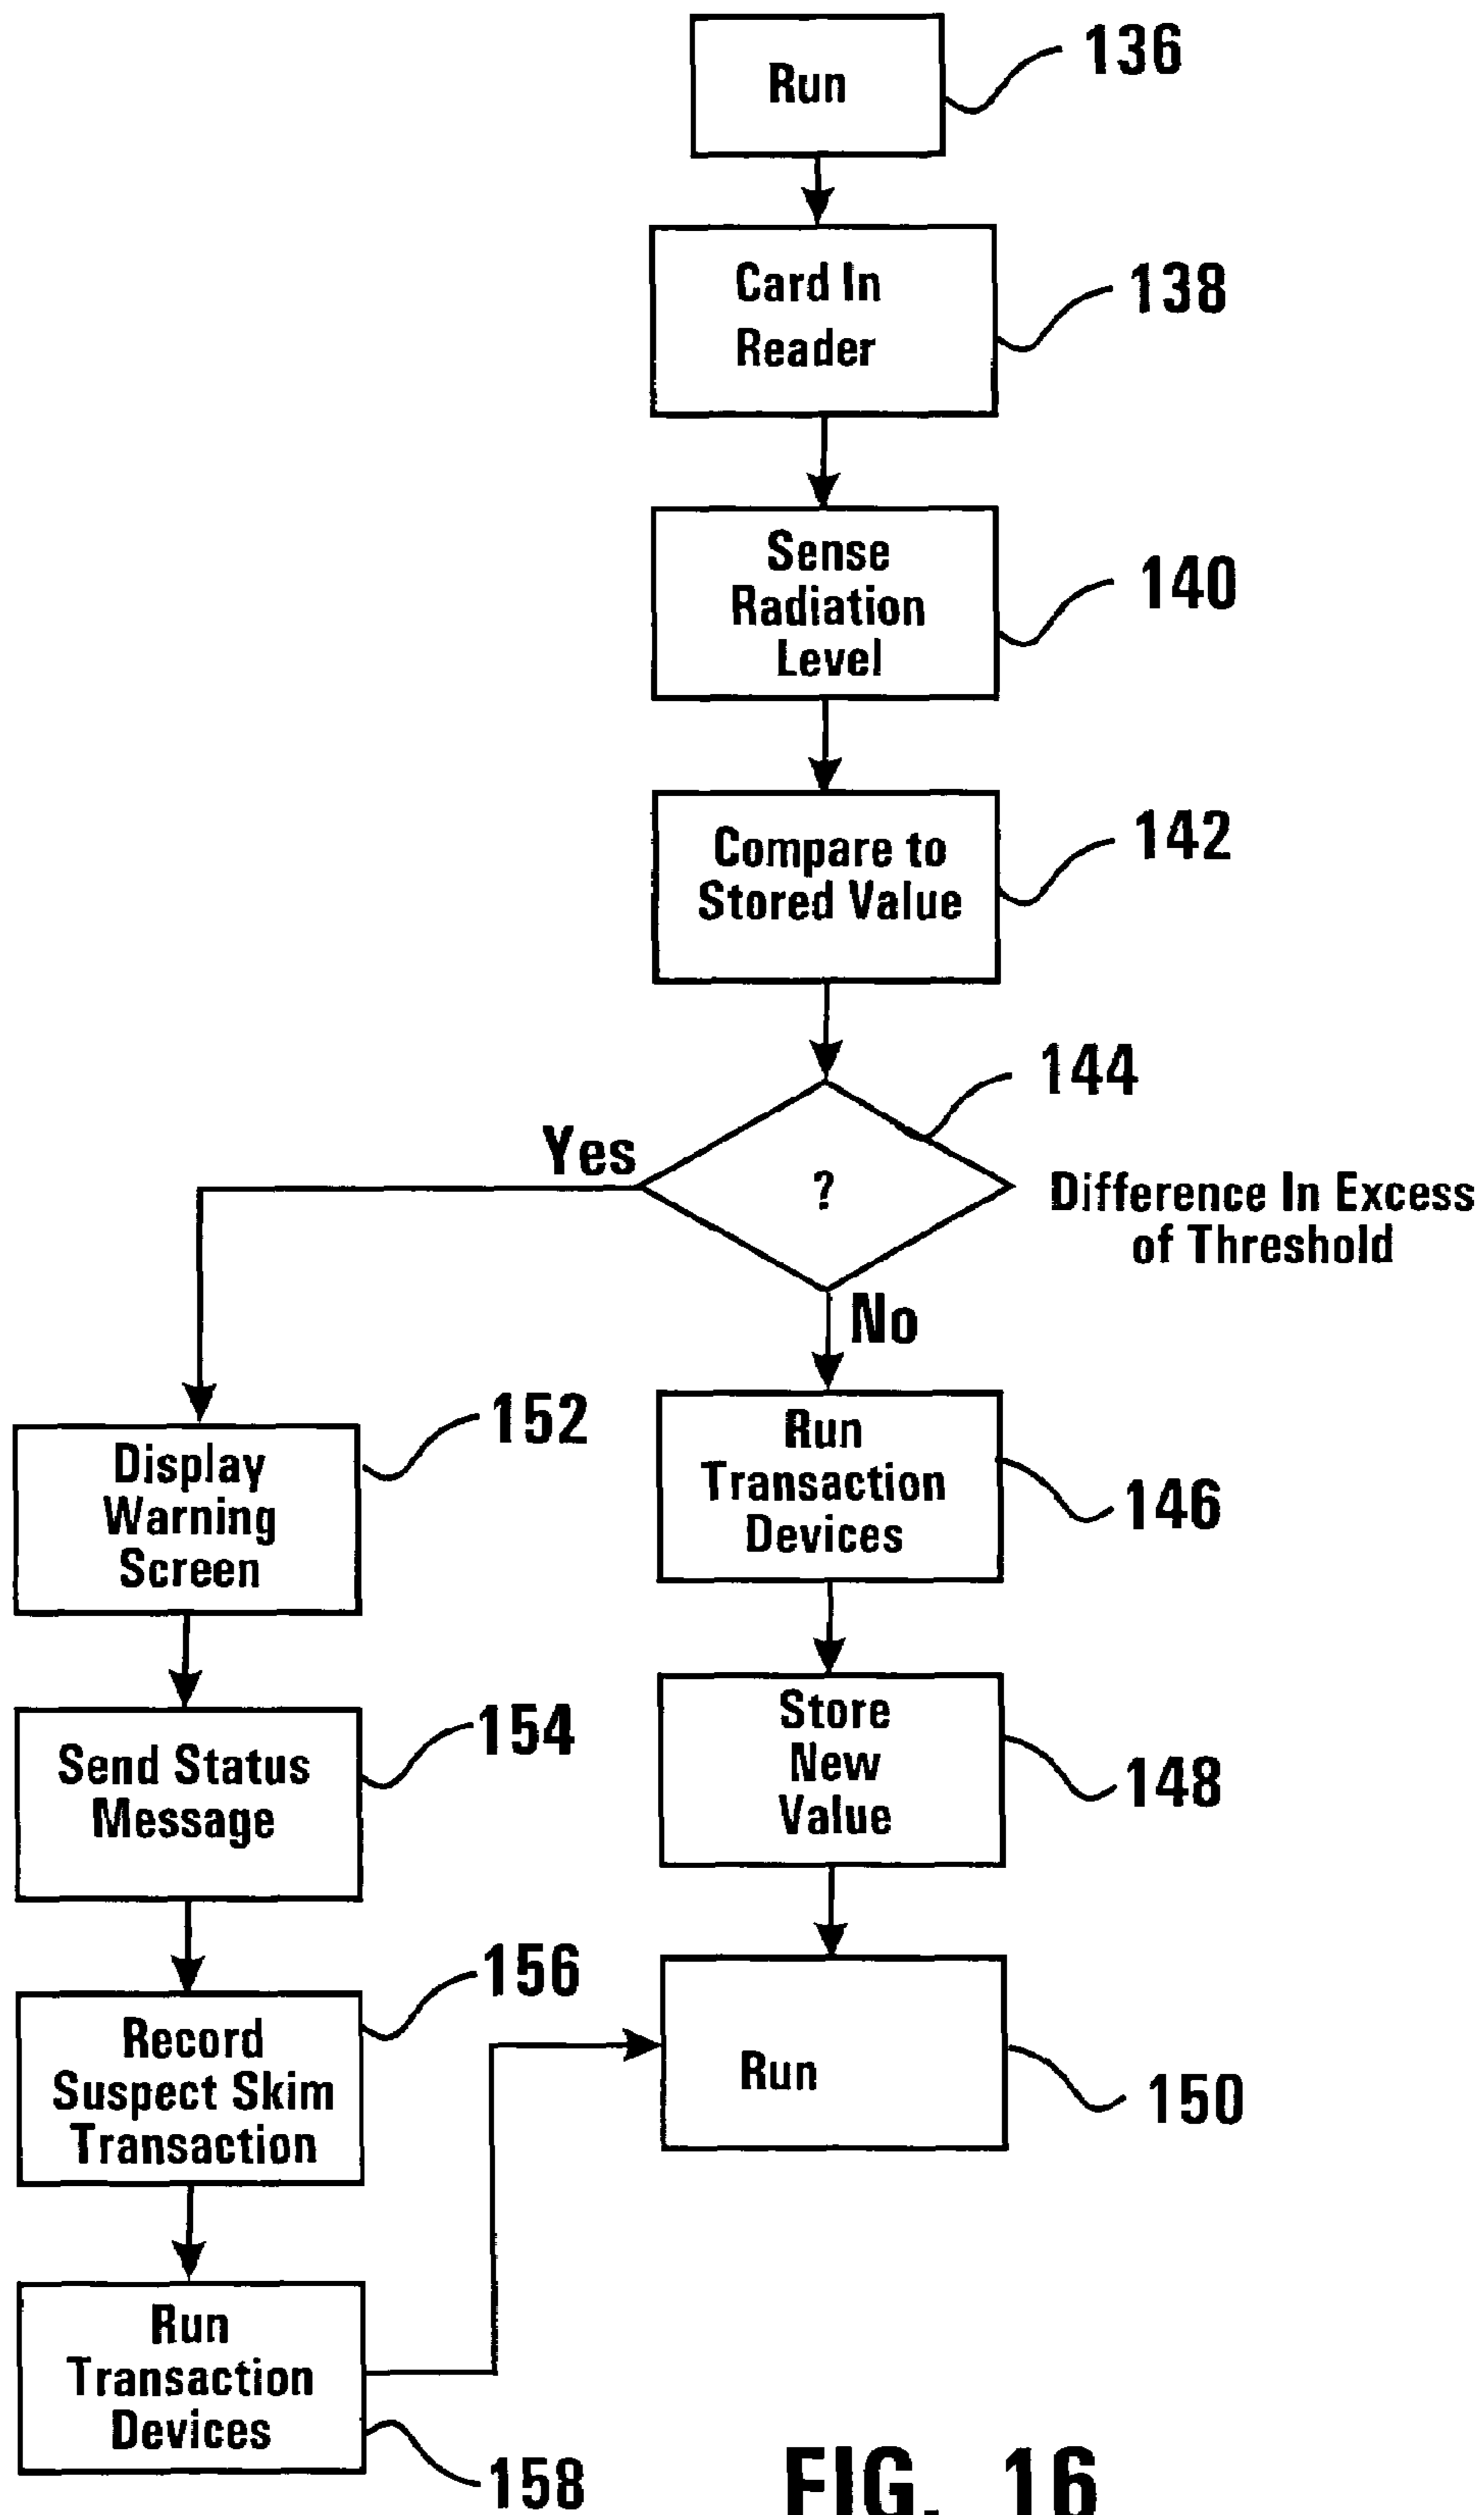 Run
136
Card In
Reader
138
Sense
Radiation
Level
140
Compare to
Stored Value
142
144
Yes
?
Difference In Excess
of Threshold
No
Run
Transaction
Devices
146
Store
New
Value
148
Run
150
Display
Warning
Screen
152
Send Status
Message
154
Record
Suspect Skim
Transaction
156
Run
Transaction
Devices
158
FIG. 16